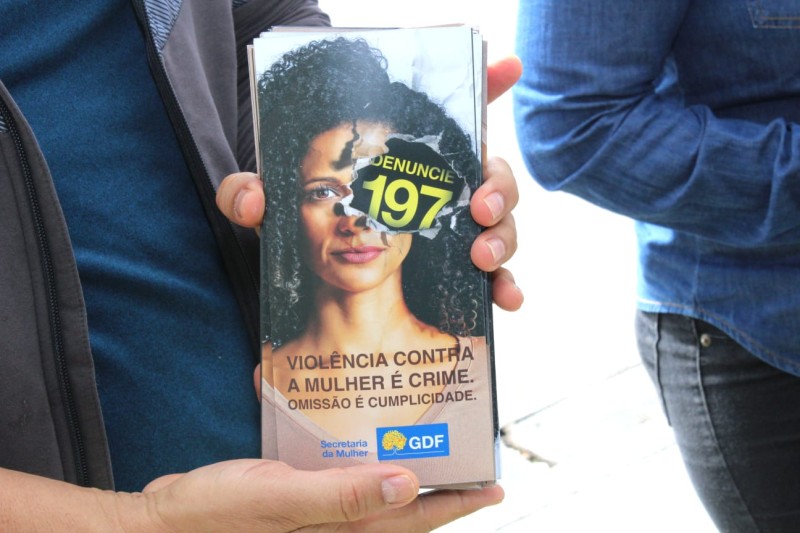 DENUNCIE
197
VIOLÊNCIA CONTRA
A MULHER É CRIME.
OMISSÃO É CUMPLICIDADE.
Secretaria
da Mulher
GDF